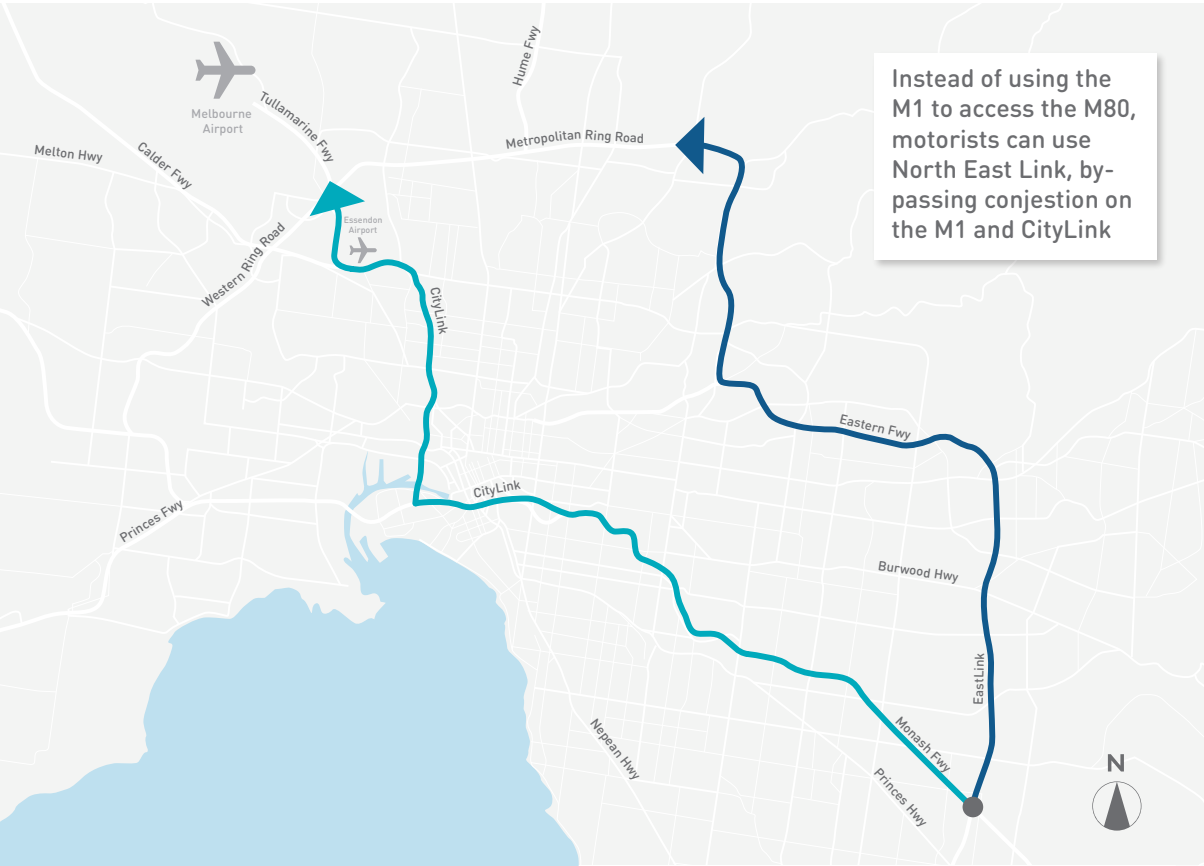 Hume Fwy
Instead of using the
M1 to access the M80,
motorists can use
North East Link, by-
passing conjestion on
the M1 and CityLink
Melbourne
Airport
Tullamarine Fwy
Metropolitan Ring Road
Melton Hwy
Calder Fwy
Essendon
Airport
Western Ring Road
CityLink
Eastern Fwy
CityLink
Princes Fwy
Burwood Hwy
EastLink
Nepean Hwy
Monash Fwy
Princes Hwy
N